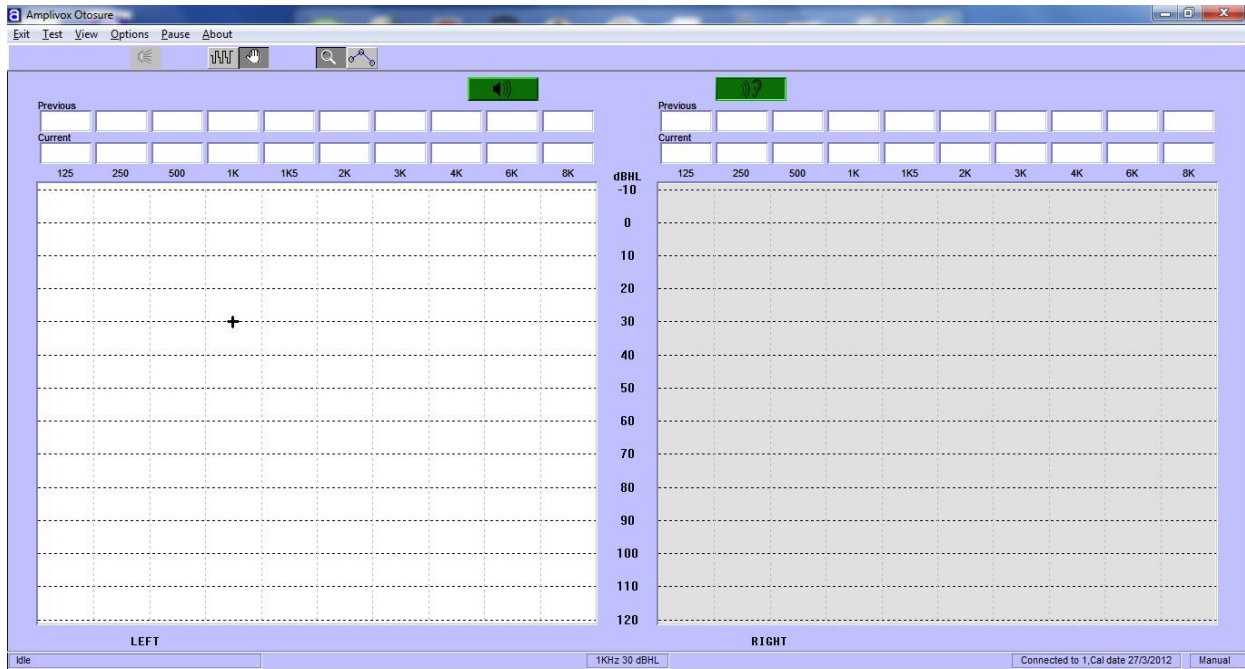 a Amplivox Otosure
Exit Test View Options Pause About
Previous Previous
Current Current
125 250 500 1K 1K5 2K 3K 4K 6K 8K dBHL 125 250 500 1K 1K5 2K 3K 4K 6K 8K
-10
0
10
20
30
40
50
60
70
80
90
100
110
120
LEFT RIGHT
Idle 1KHz 30 dBHL Connected to 1,Cal date 27/3/2012 Manual